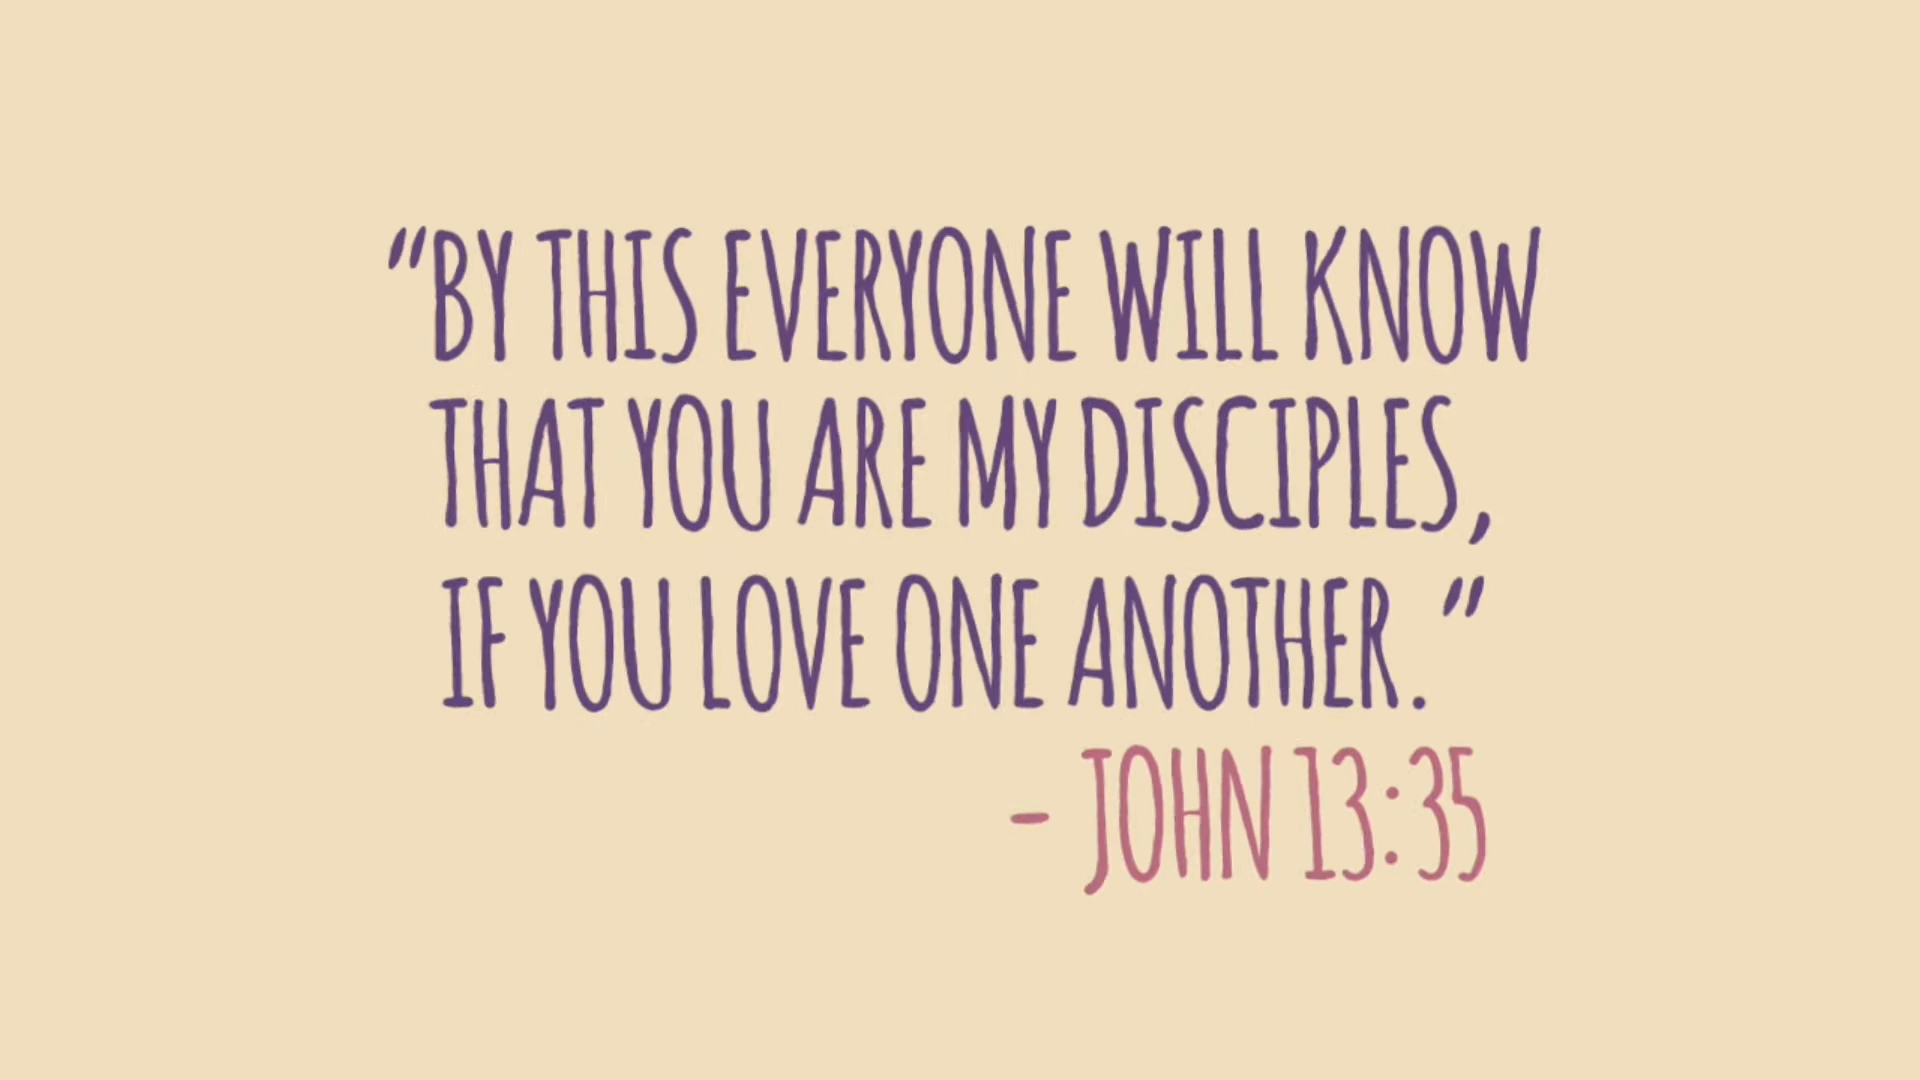 “BY THIS EVERYONE WILL KNOW
THAT YOU ARE MY DISCIPLES,
IF YOU LOVE ONE ANOTHER.”
- JOHN 13:35